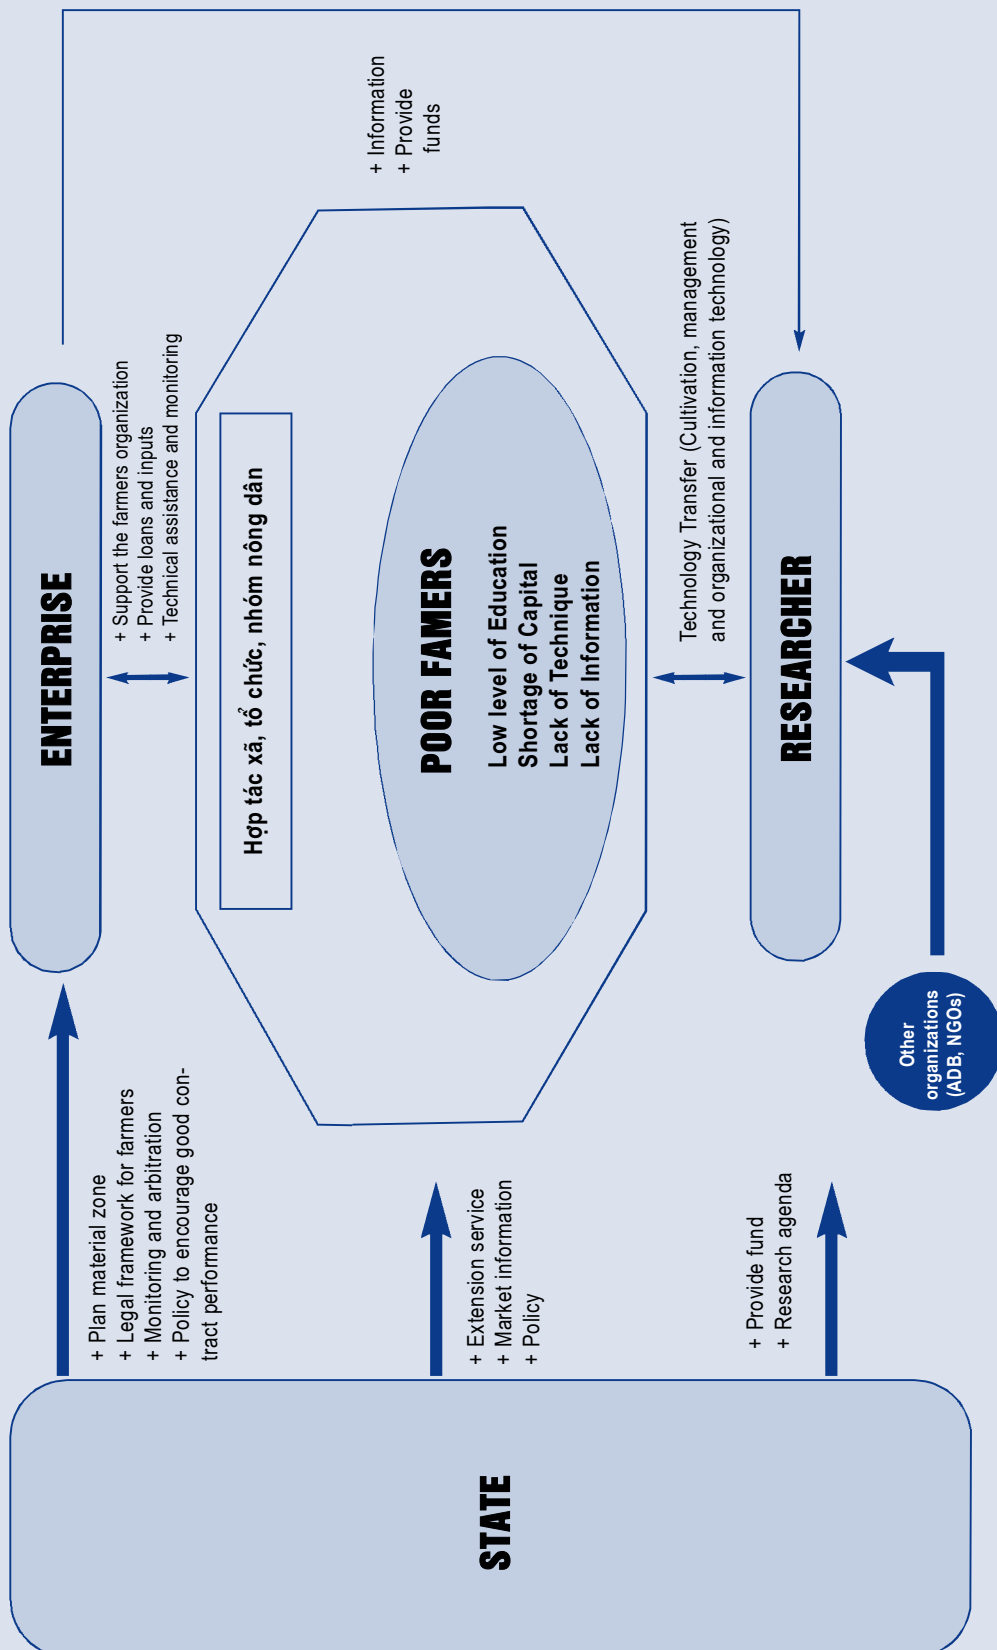 STATE
+ Plan material zone
+ Legal framework for farmers
+ Monitoring and arbitration
+ Policy to encourage good con-
tract performance
+ Extension service
+ Market information
+ Policy
+ Provide fund
+ Research agenda
ENTERPRISE
+ Support the farmers organization
+ Provide loans and inputs
+ Technical assistance and monitoring
Hợp tác xã, tổ chức, nhóm nông dân
POOR FAMERS
Low level of Education
Shortage of Capital
Lack of Technique
Lack of Information
Technology Transfer (Cultivation, management
and organizational and information technology)
RESEARCHER
Other
organizations
(ADB, NGOs)
+ Information
+ Provide
funds